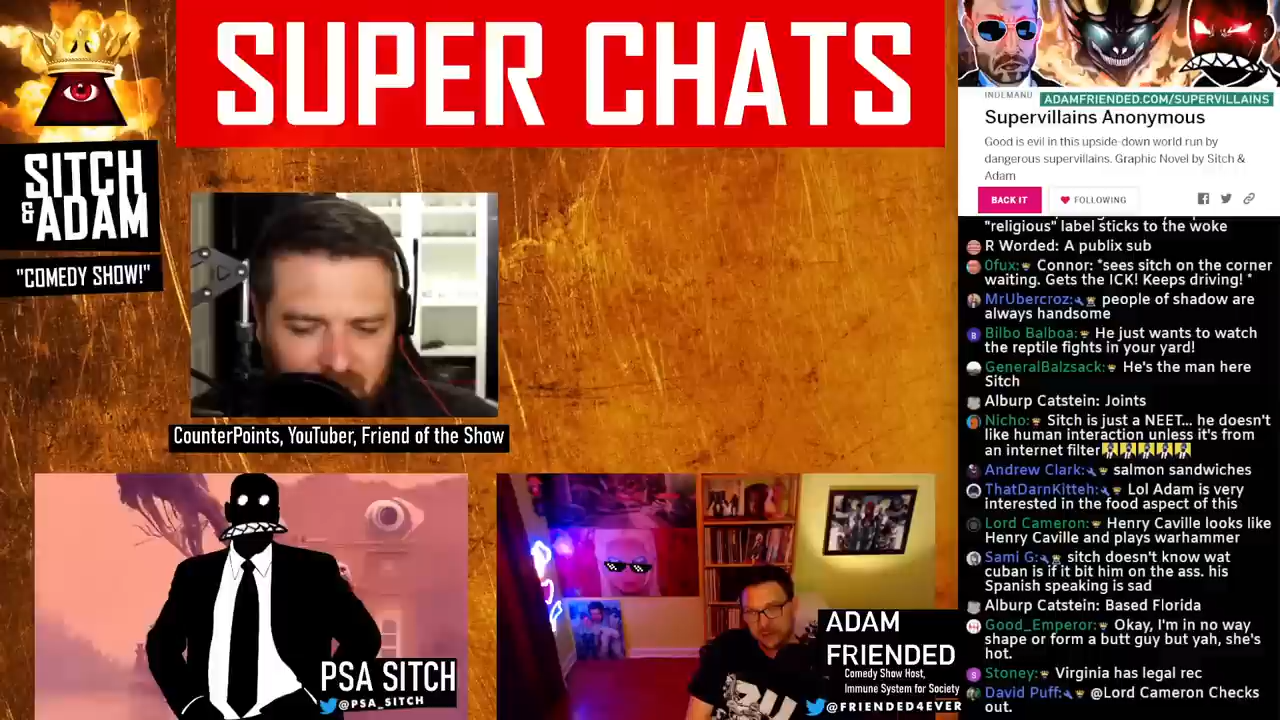 SUPER CHATS
SITCH
& ADAM
"COMEDY SHOW!"
CounterPoints, YouTuber, Friend of the Show
PSA SITCH
@PSA_SITCH
ADAM
FRIENDED
Comedy Show Host,
Immune System for Society
@FRIENDED4EVER
INDEMAND
ADAMFRIENDED.COM/SUPERVILLAINS
Supervillains Anonymous
Good is evil in this upside-down world run by
dangerous supervillains. Graphic Novel by Sitch &
Adam
BACK IT
FOLLOWING
"religious" label sticks to the woke
R Worded: A publix sub
0fux: Connor: *sees sitch on the corner
waiting. Gets the ICK! Keeps driving! *
MrUbercroz: people of shadow are
always handsome
Bilbo Balboa: He just wants to watch
the reptile fights in your yard!
GeneralBalzsack: He's the man here
Sitch
Alburp Catstein: Joints
Nicho: Sitch is just a NEET... he doesn't
like human interaction unless it's from
an internet filter
Andrew Clark: salmon sandwiches
ThatDarnKitteh: Lol Adam is very
interested in the food aspect of this
Lord Cameron: Henry Caville looks like
Henry Caville and plays warhammer
Sami G: sitch doesn't know wat
cuban is if it bit him on the ass. his
Spanish speaking is sad
Alburp Catstein: Based Florida
Good_Emperor: Okay, I'm in no way
shape or form a butt guy but yah, she's
hot.
Stoney: Virginia has legal rec
David Puff: @Lord Cameron Checks
out.